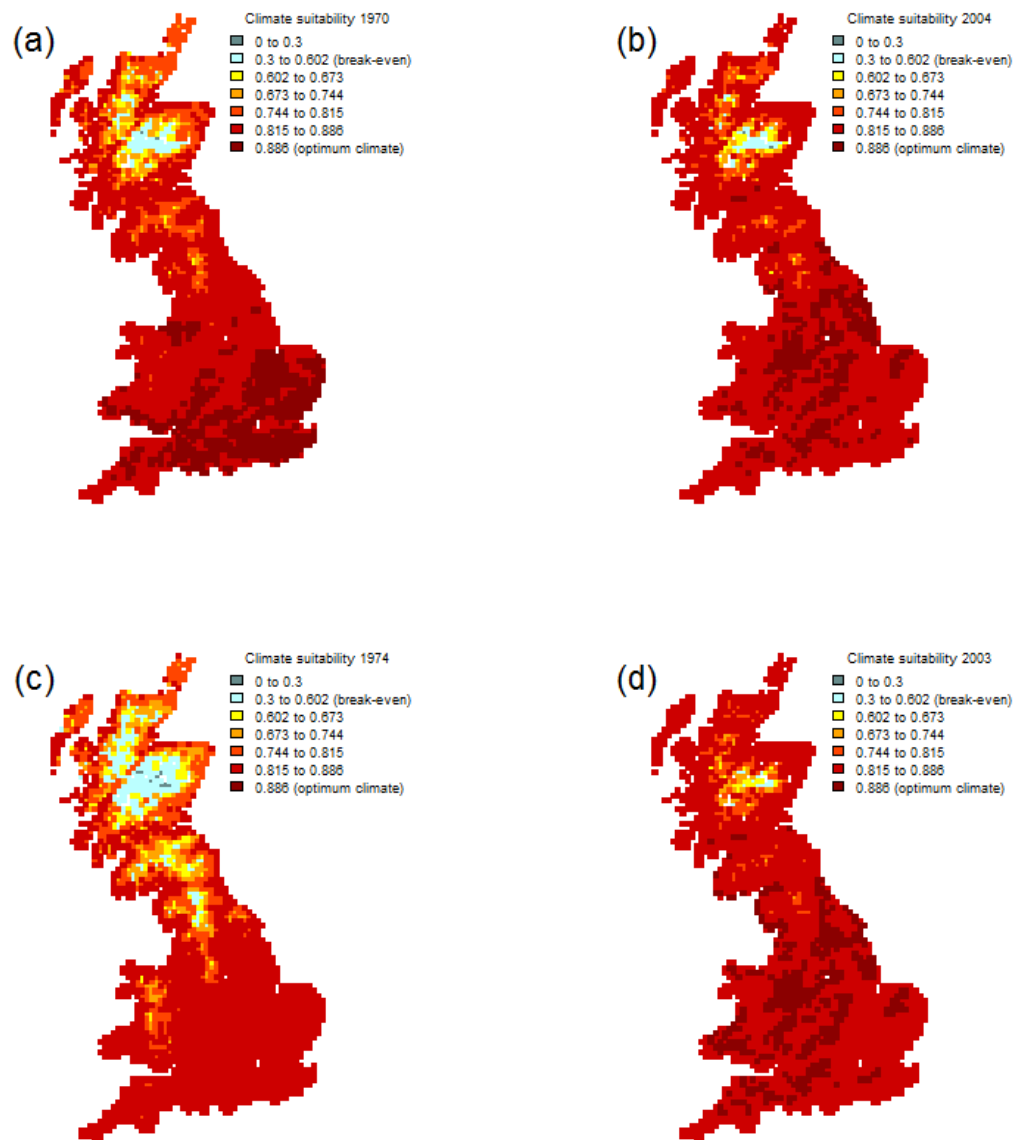 (a)
Climate suitability 1970
0 to 0.3
0.3 to 0.602 (break-even)
0.602 to 0.673
0.673 to 0.744
0.744 to 0.815
0.815 to 0.886
0.886 (optimum climate)
(b)
Climate suitability 2004
0 to 0.3
0.3 to 0.602 (break-even)
0.602 to 0.673
0.673 to 0.744
0.744 to 0.815
0.815 to 0.886
0.886 (optimum climate)
(c)
Climate suitability 1974
0 to 0.3
0.3 to 0.602 (break-even)
0.602 to 0.673
0.673 to 0.744
0.744 to 0.815
0.815 to 0.886
0.886 (optimum climate)
(d)
Climate suitability 2003
0 to 0.3
0.3 to 0.602 (break-even)
0.602 to 0.673
0.673 to 0.744
0.744 to 0.815
0.815 to 0.886
0.886 (optimum climate)